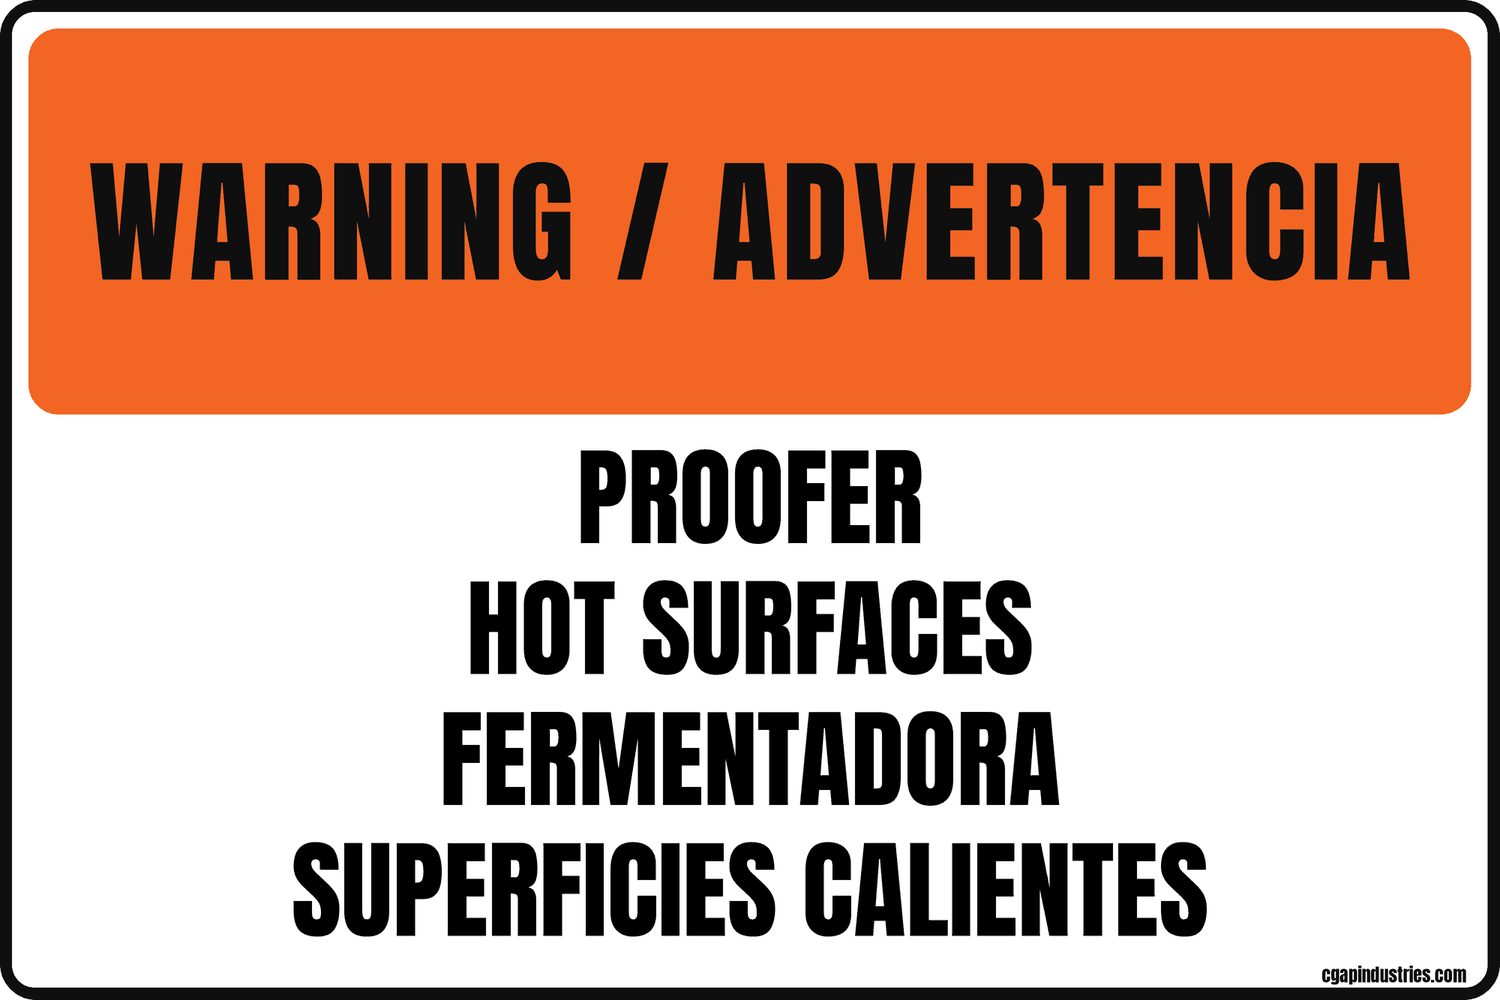 WARNING / ADVERTENCIA
PROOFER
HOT SURFACES
FERMENTADORA
SUPERFICIES CALIENTES
cgapindustries.com